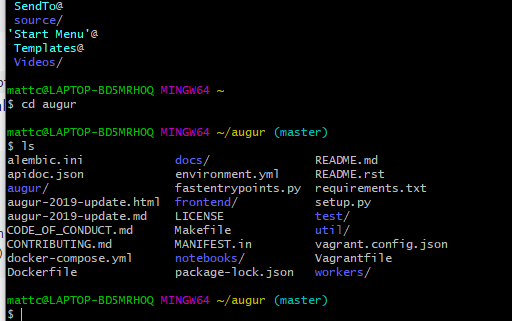 SendTo@
source/
'Start Menu'@
Templates@
Videos/
mattc@LAPTOP-BD5MRHOQ MINGW64 ~
$ cd augur
mattc@LAPTOP-BD5MRHOQ MINGW64 ~/augur (master)
$ ls
alembic.ini docs/ README.md
apidoc.json environment.yml README.rst
augur/ fastentrypoints.py requirements.txt
augur-2019-update.html frontend/ setup.py
augur-2019-update.md LICENSE test/
CODE_OF_CONDUCT.md Makefile util/
CONTRIBUTING.md MANIFEST.in vagrant.config.json
docker-compose.yml notebooks/ Vagrantfile
Dockerfile package-lock.json workers/
mattc@LAPTOP-BD5MRHOQ MINGW64 ~/augur (master)
$